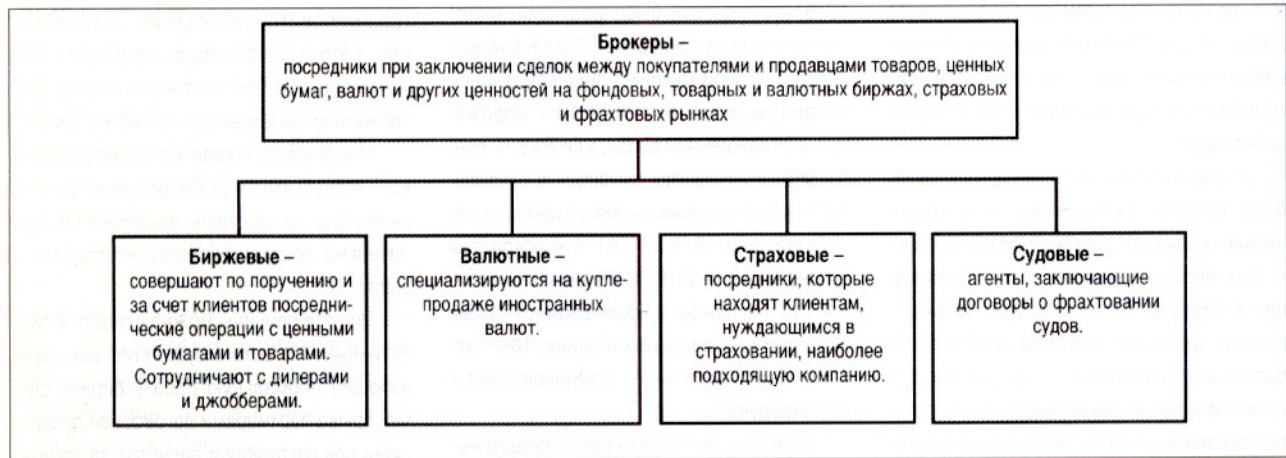 Брокеры –
посредники при заключении сделок между покупателями и продавцами товаров, ценных
бумаг, валют и других ценностей на фондовых, товарных и валютных биржах, страховых
и фрахтовых рынках
Биржевые –
совершают по поручению и
за счет клиентов посредни-
ческие операции с ценными
бумагами и товарами.
Сотрудничают с дилерами
и джобберами.
Валютные –
специализируются на купле-
продаже иностранных
валют.
Страховые –
посредники, которые
находят клиентам,
нуждающимся в
страховании, наиболее
подходящую компанию.
Судовые –
агенты, заключающие
договоры о фрахтовании
судов.